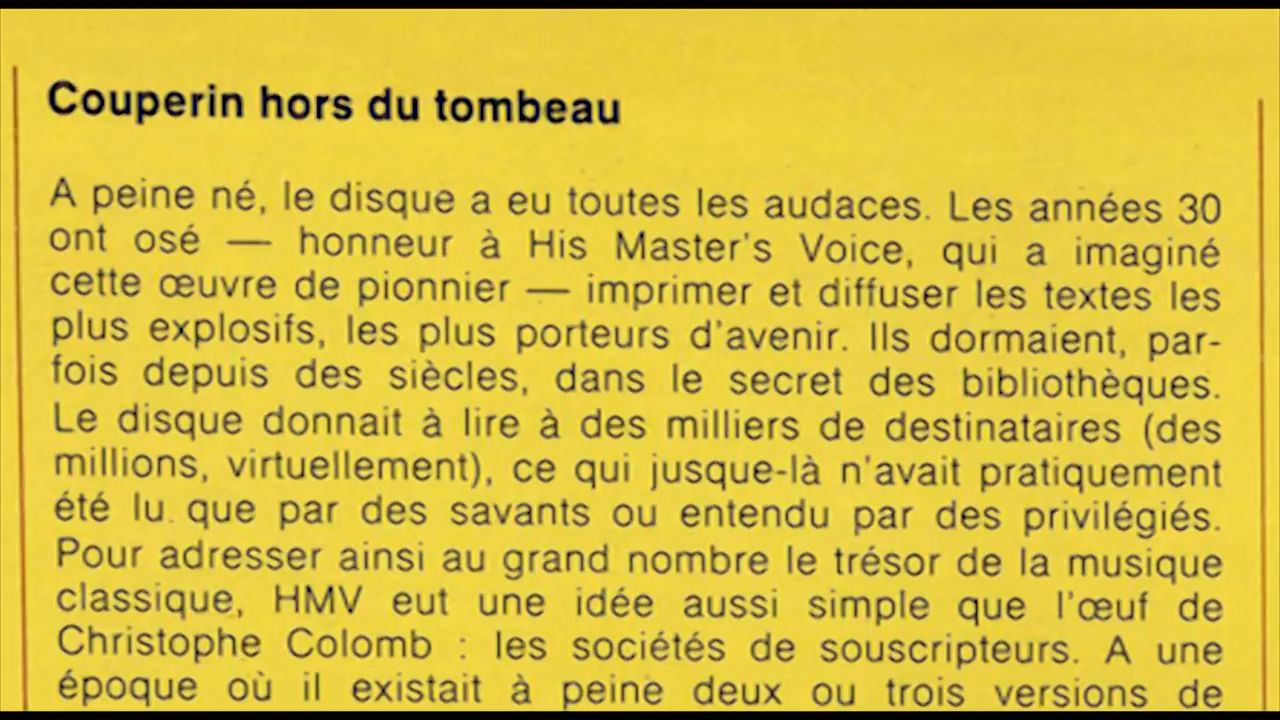 Couperin hors du tombeau
A peine né, le disque a eu toutes les audaces. Les années 30
ont osé — honneur à His Master's Voice, qui a imaginé
cette œuvre de pionnier — imprimer et diffuser les textes les
plus explosifs, les plus porteurs d'avenir. Ils dormaient, par-
fois depuis des siècles, dans le secret des bibliothèques.
Le disque donnait à lire à des milliers de destinataires (des
millions, virtuellement), ce qui jusque-là n'avait pratiquement
été lu que par des savants ou entendu par des privilégiés.
Pour adresser ainsi au grand nombre le trésor de la musique
classique, HMV eut une idée aussi simple que l'œuf de
Christophe Colomb : les sociétés de souscripteurs. A une
époque où il existait à peine deux ou trois versions de